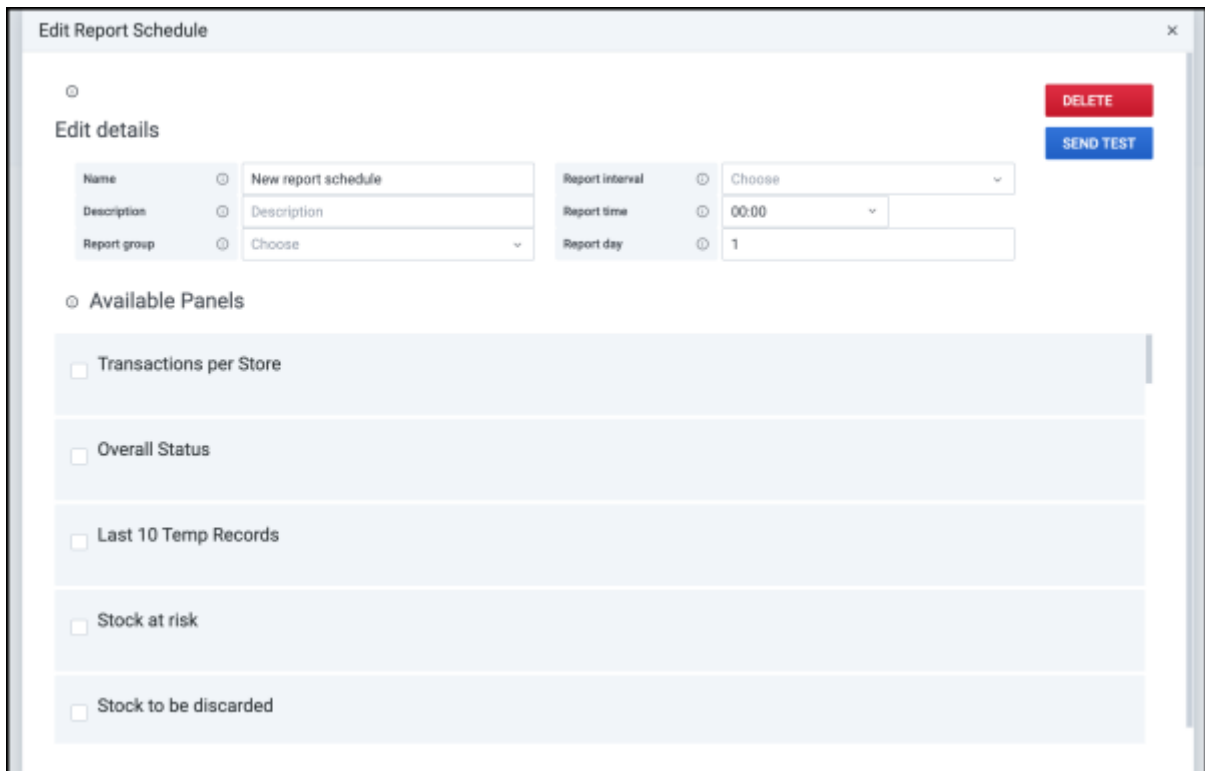 Edit Report Schedule ×
DELETE
Edit details
SEND TEST
Name New report schedule Report interval Choose
Description Description Report time 00:00
Report group Choose Report day 1
Available Panels
Transactions per Store
Overall Status
Last 10 Temp Records
Stock at risk
Stock to be discarded